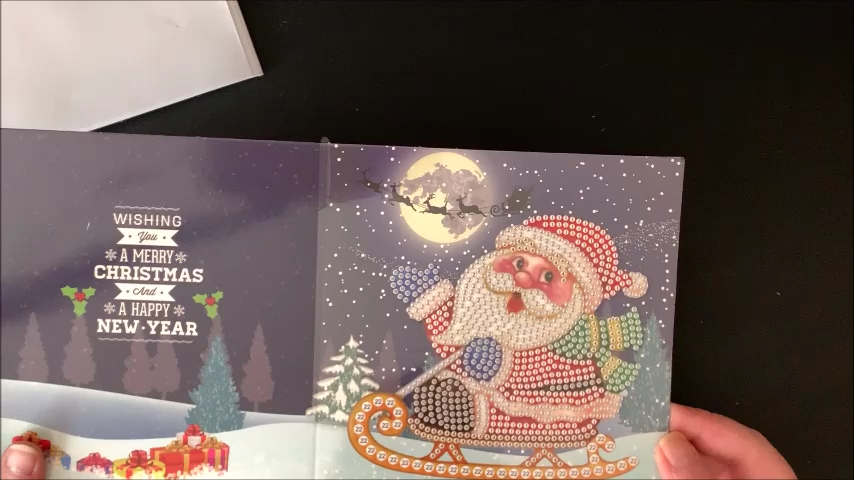 WISHING
You
A MERRY
CHRISTMAS
And
A HAPPY
NEW·YEAR